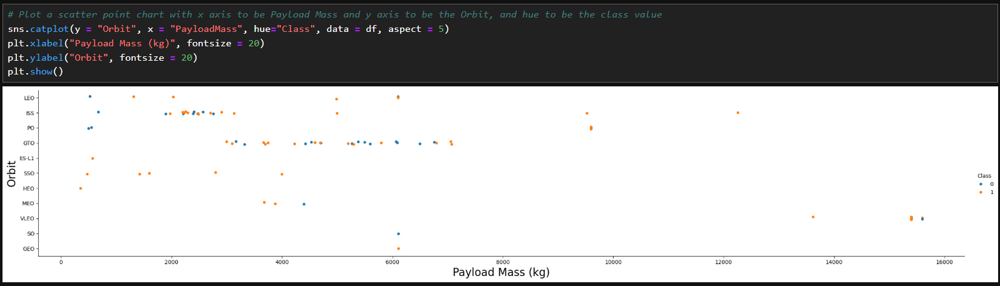 # Plot a scatter point chart with x axis to be Payload Mass and y axis to be the Orbit, and hue to be the class value
sns.catplot(y = "Orbit", x = "PayloadMass", hue="Class", data = df, aspect = 5)
plt.xlabel("Payload Mass (kg)", fontsize = 20)
plt.ylabel("Orbit", fontsize = 20)
plt.show()
LEO
ISS
PO
GTO
ES-L1
SSO
HEO
MEO
VLEO
SO
GEO
Orbit
0 2000 4000 6000 8000 10000 12000 14000 16000
Payload Mass (kg)
Class
0
1